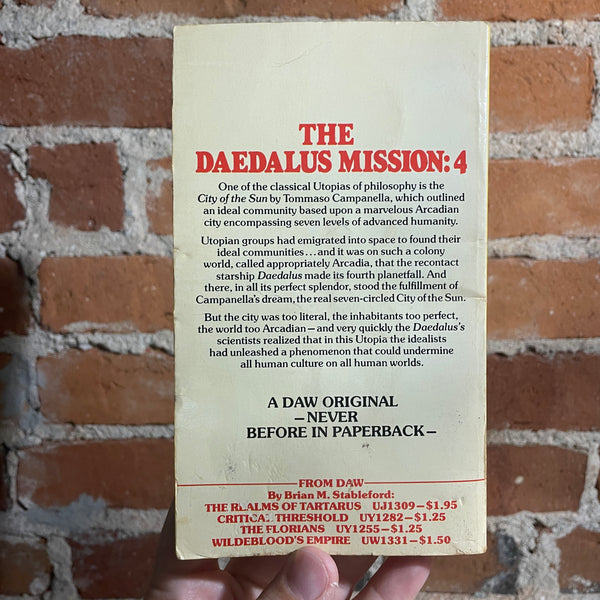 THE
DAEDALUS MISSION: 4
One of the classical Utopias of philosophy is the
City of the Sun by Tommaso Campanella, which outlined
an ideal community based upon a marvelous Arcadian
city encompassing seven levels of advanced humanity.
Utopian groups had emigrated into space to found their
ideal communities...and it was on such a colony
world, called appropriately Arcadia, that the recontact
starship Daedalus made its fourth planetfall. And
there, in all its perfect splendor, stood the fulfillment of
Campanella's dream, the real seven-circled City of the Sun.
But the city was too literal, the inhabitants too perfect,
the world too Arcadian—and very quickly the Daedalus's
scientists realized that in this Utopia the idealists
had unleashed a phenomenon that could undermine
all human culture on all human worlds.
A DAW ORIGINAL
—NEVER
BEFORE IN PAPERBACK—
FROM DAW
By Brian M. Stableford:
THE REALMS OF TARTARUS UJ1309—$1.95
CRITICAL THRESHOLD UY1282—$1.25
THE FLORIANS UY1255—$1.25
WILDEBLOOD'S EMPIRE UW1331—$1.50